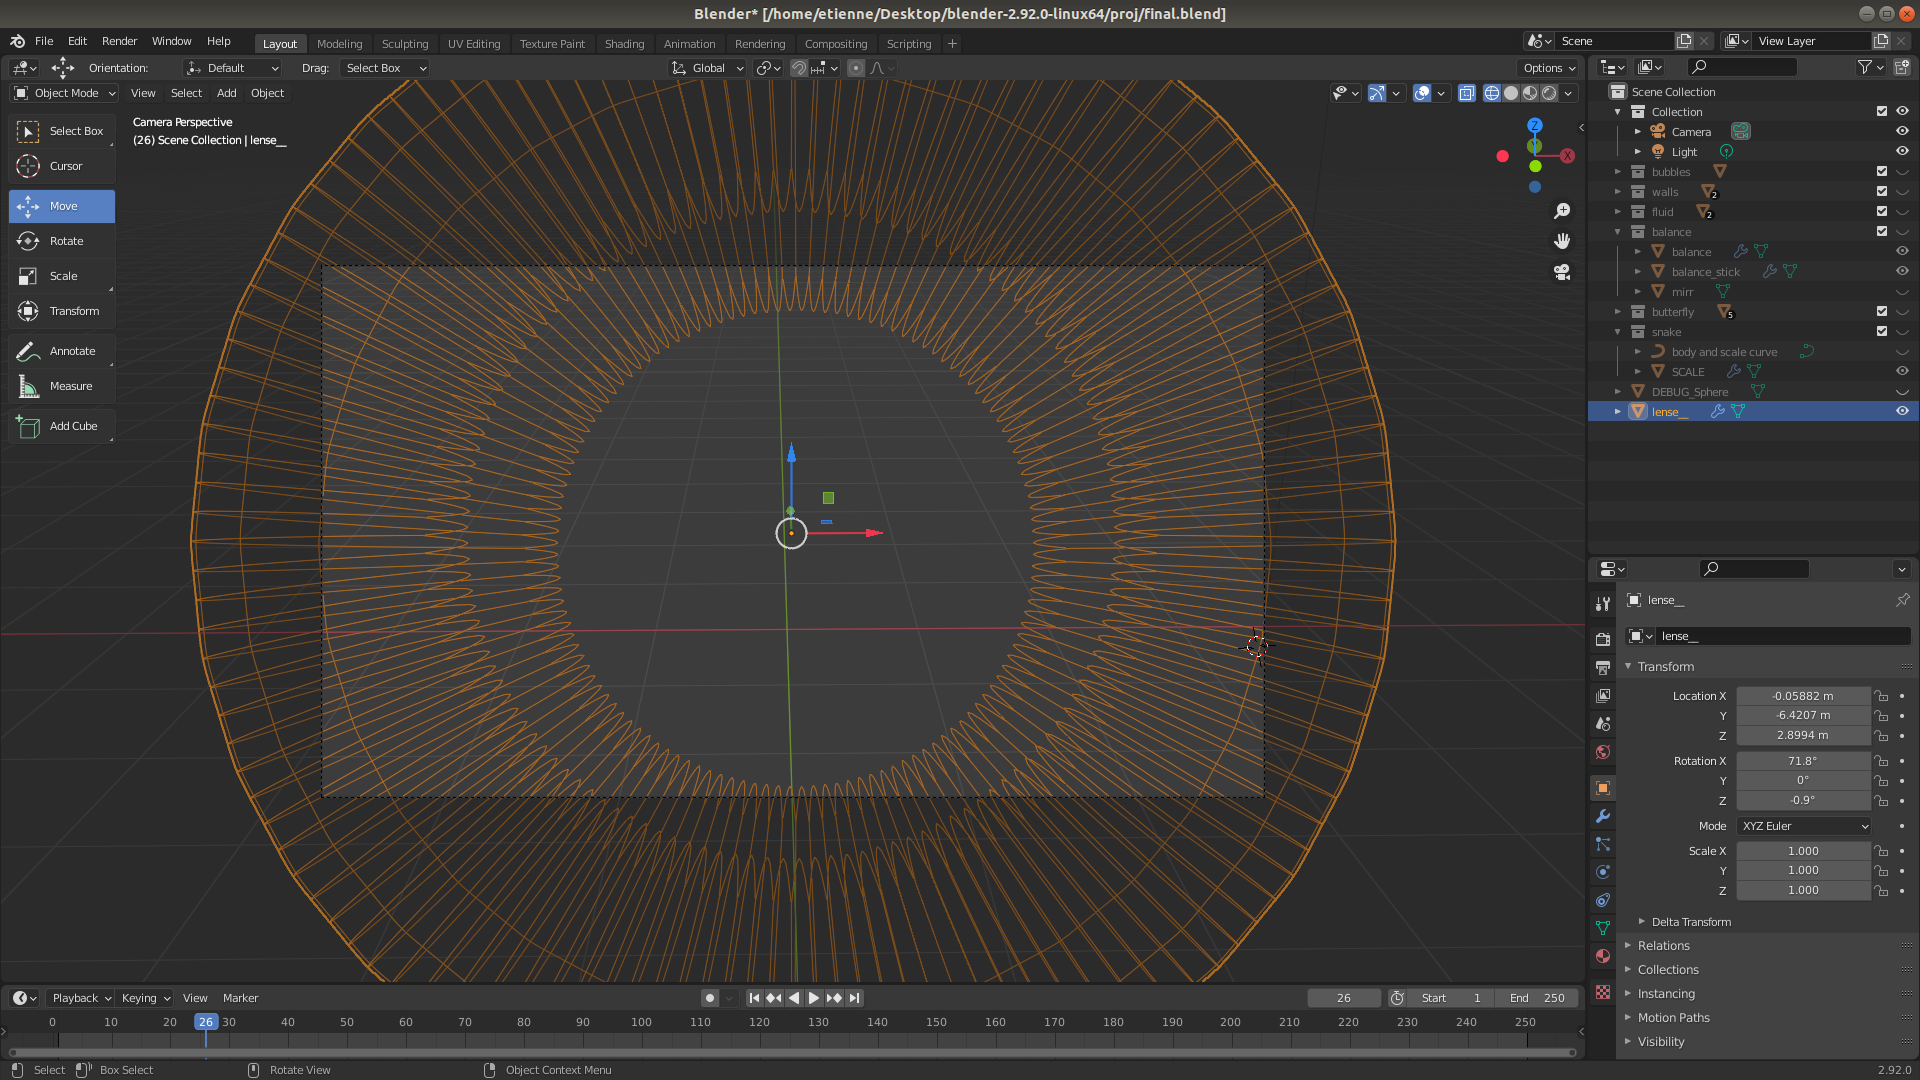 Blender* [/home/etienne/Desktop/blender-2.92.0-linux64/proj/final.blend]
File Edit Render Window Help
Layout Modeling Sculpting UV Editing Texture Paint Shading Animation Rendering Compositing Scripting +
Scene
View Layer
Orientation: Default Drag: Select Box
Global
Options
Object Mode View Select Add Object
Camera Perspective
(26) Scene Collection | lense__
Select Box
Cursor
Move
Rotate
Scale
Transform
Annotate
Measure
Add Cube
Z
Y
X
Scene Collection
Collection
Camera
Light
bubbles
walls 2
fluid 2
balance
balance
balance_stick
mirr
butterfly 5
snake
body and scale curve
SCALE
DEBUG_Sphere
lense__
lense__
lense__
Transform
Location X -0.05882 m
Y -6.4207 m
Z 2.8994 m
Rotation X 71.8°
Y 0°
Z -0.9°
Mode XYZ Euler
Scale X 1.000
Y 1.000
Z 1.000
Delta Transform
Relations
Collections
Instancing
Motion Paths
Visibility
Playback Keying View Marker
26 Start 1 End 250
0 10 20 26 30 40 50 60 70 80 90 100 110 120 130 140 150 160 170 180 190 200 210 220 230 240 250
Select Box Select Rotate View Object Context Menu 2.92.0